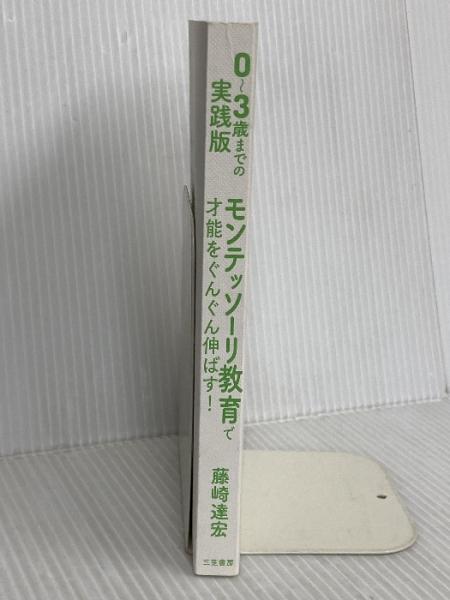 0~3歳までの
実践版
モンテッソーリ教育で
才能をぐんぐん伸ばす!
藤崎達宏
三笠書房